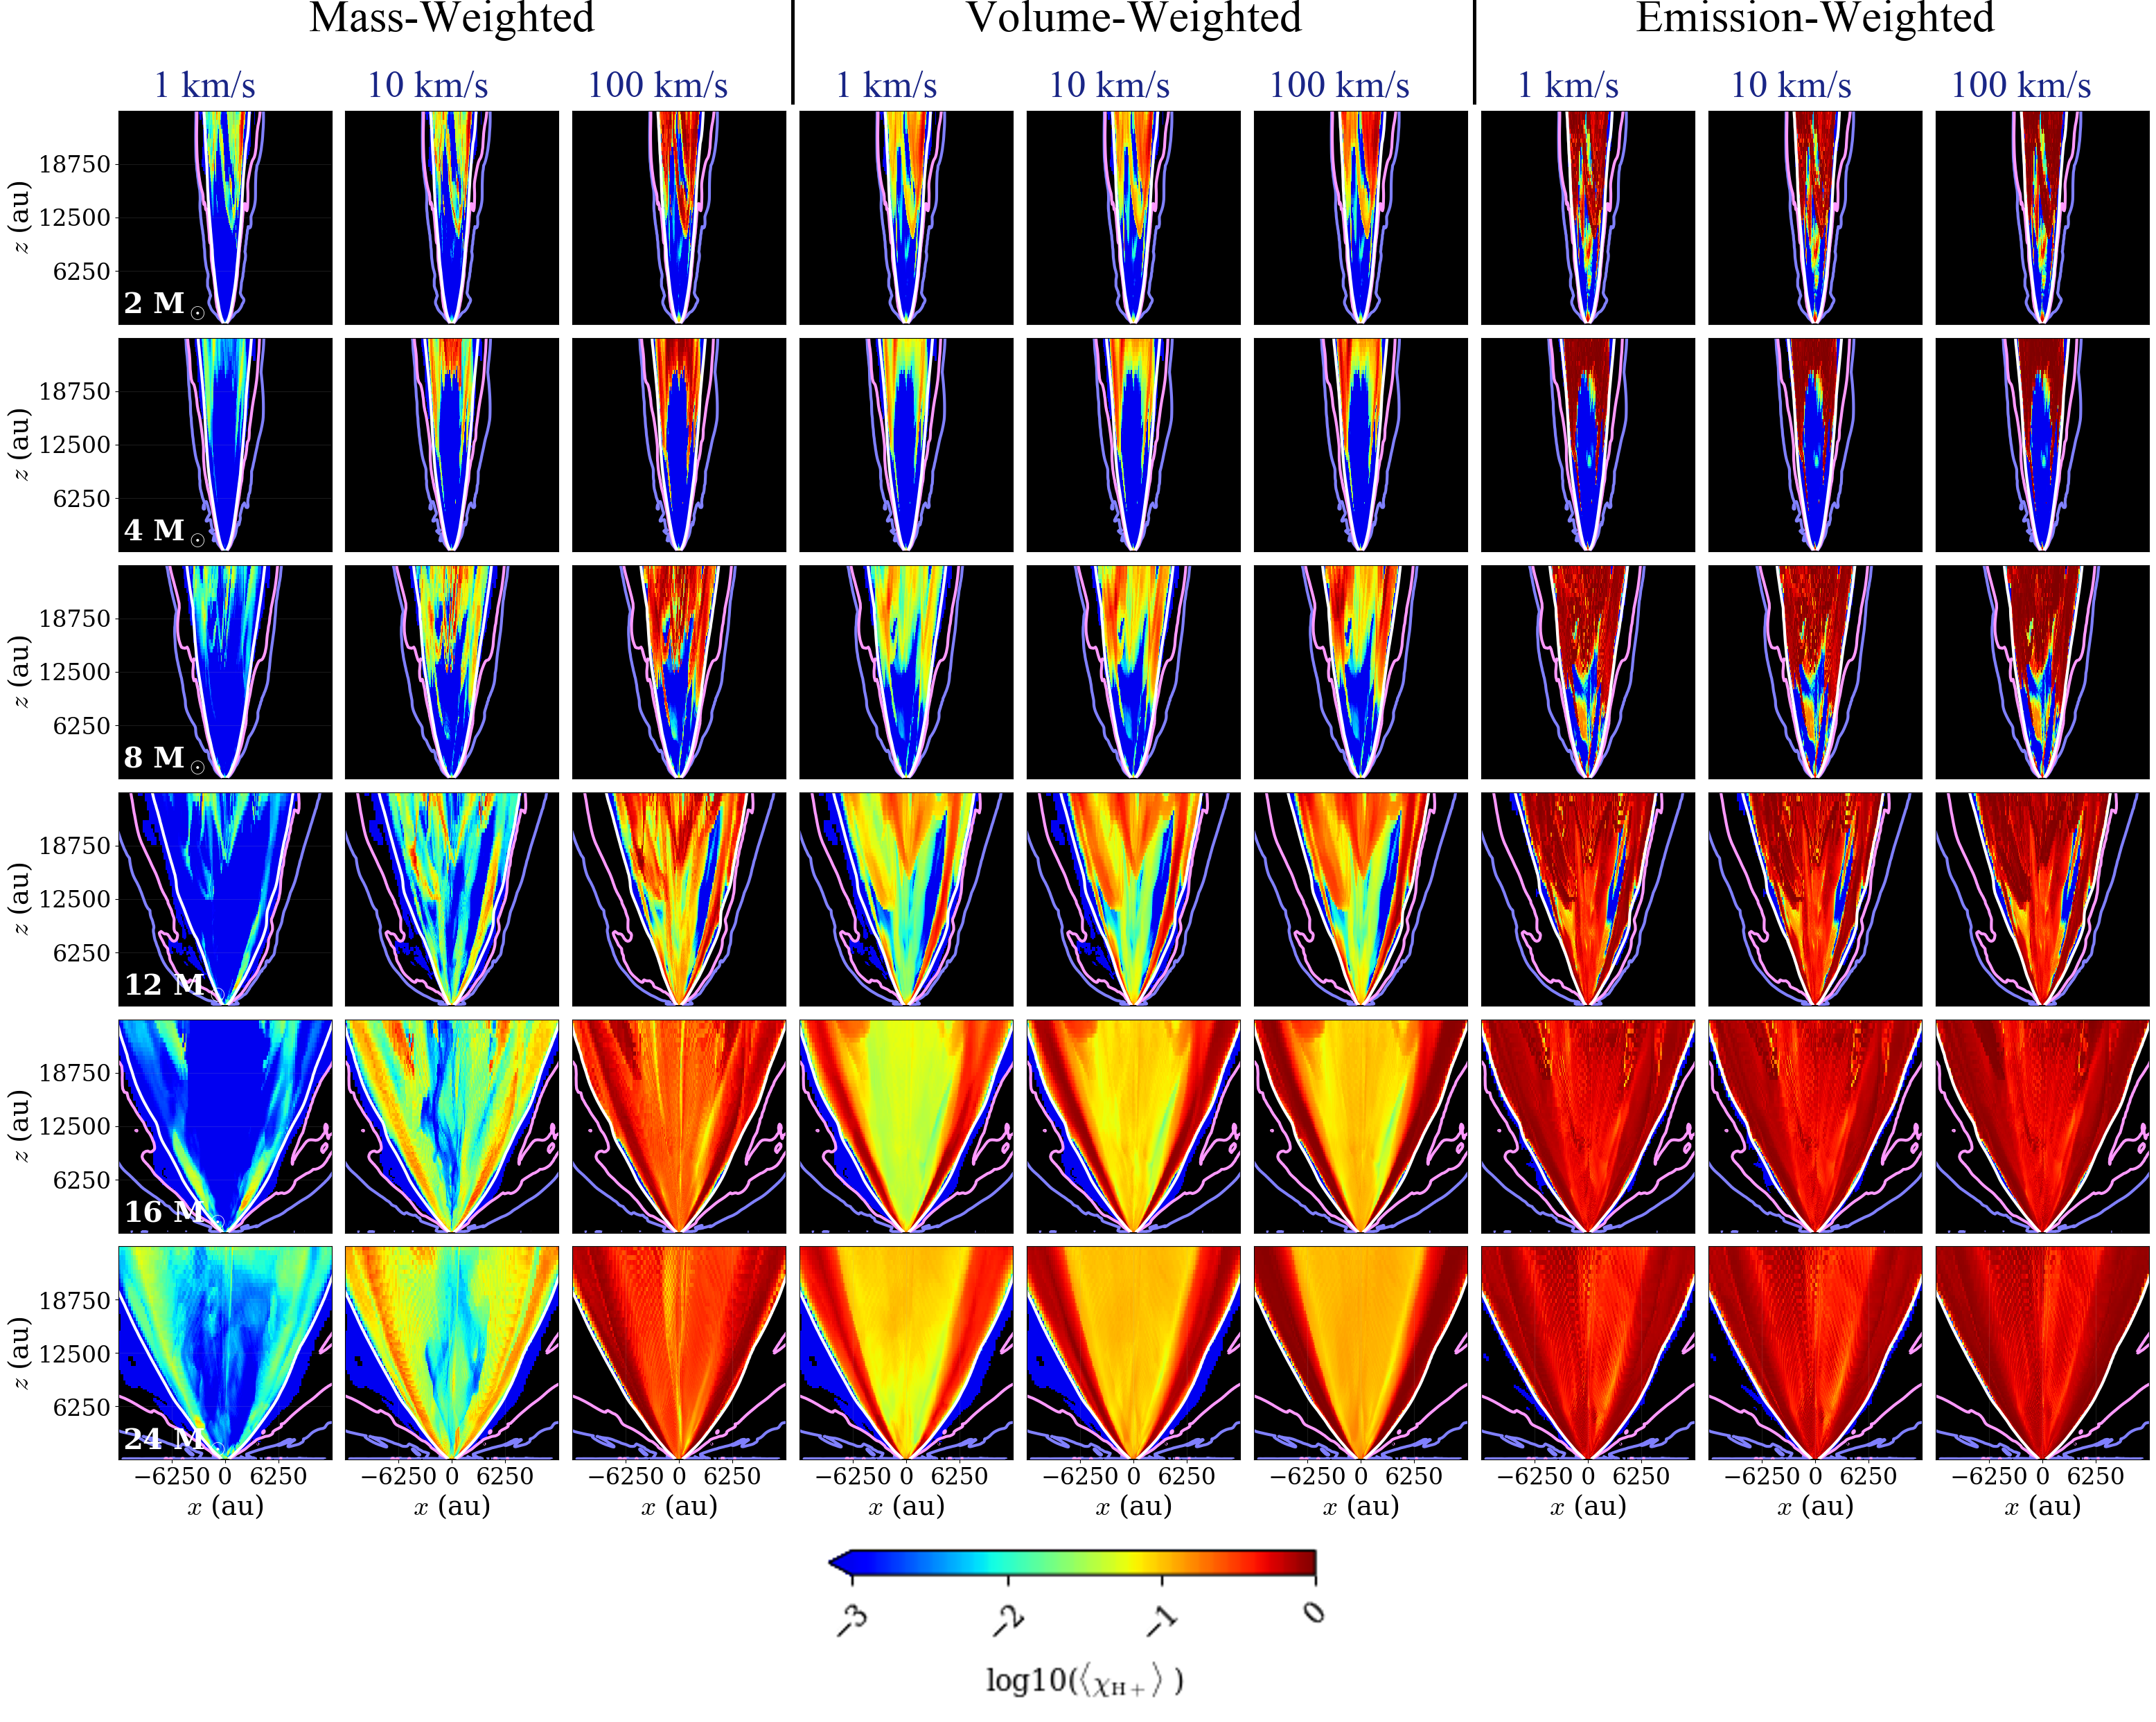 Mass-Weighted Volume-Weighted Emission-Weighted
1 km/s 10 km/s 100 km/s 1 km/s 10 km/s 100 km/s 1 km/s 10 km/s 100 km/s
18750
12500
6250
z (au)
2 M☉
18750
12500
6250
z (au)
4 M☉
18750
12500
6250
z (au)
8 M☉
18750
12500
6250
z (au)
12 M☉
18750
12500
6250
z (au)
16 M☉
18750
12500
6250
z (au)
24 M☉
−6250 0 6250 −6250 0 6250 −6250 0 6250 −6250 0 6250 −6250 0 6250 −6250 0 6250 −6250 0 6250 −6250 0 6250 −6250 0 6250
x (au) x (au) x (au) x (au) x (au) x (au) x (au) x (au) x (au)
−3 −2 −1 0
log10(⟨χH+⟩)